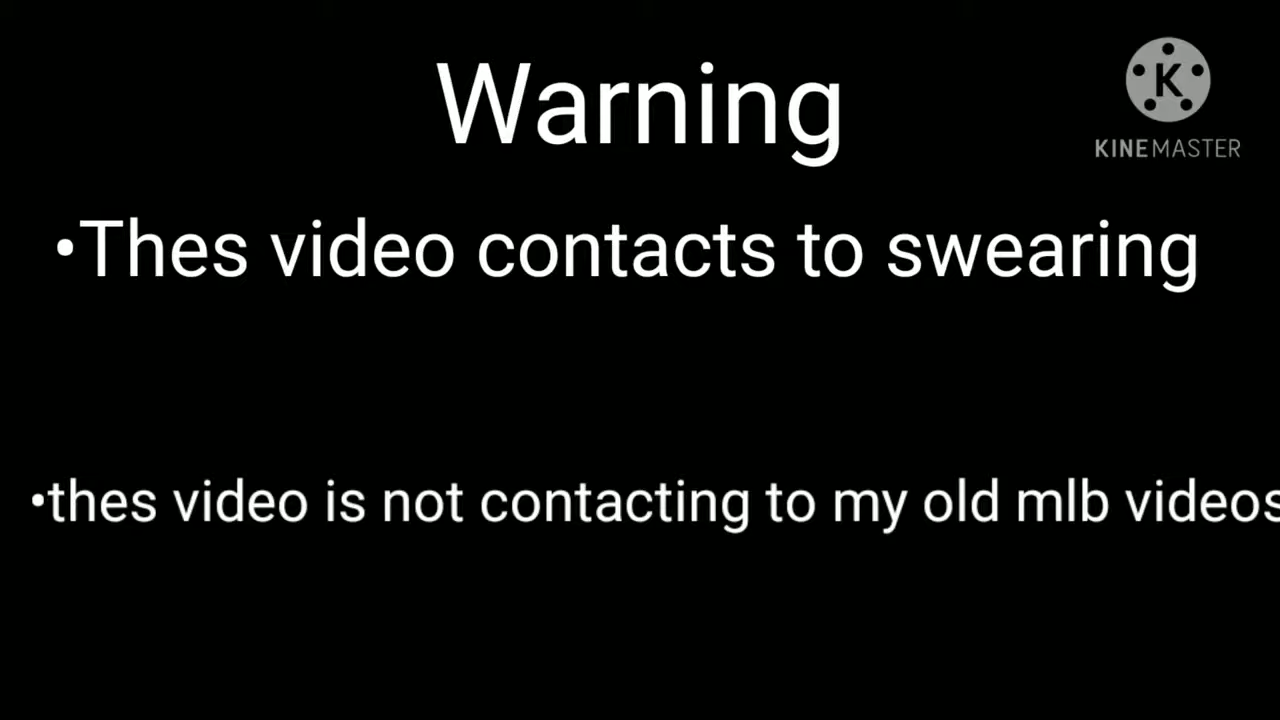 Warning
K
KINEMASTER
•Thes video contacts to swearing
•thes video is not contacting to my old mlb videos